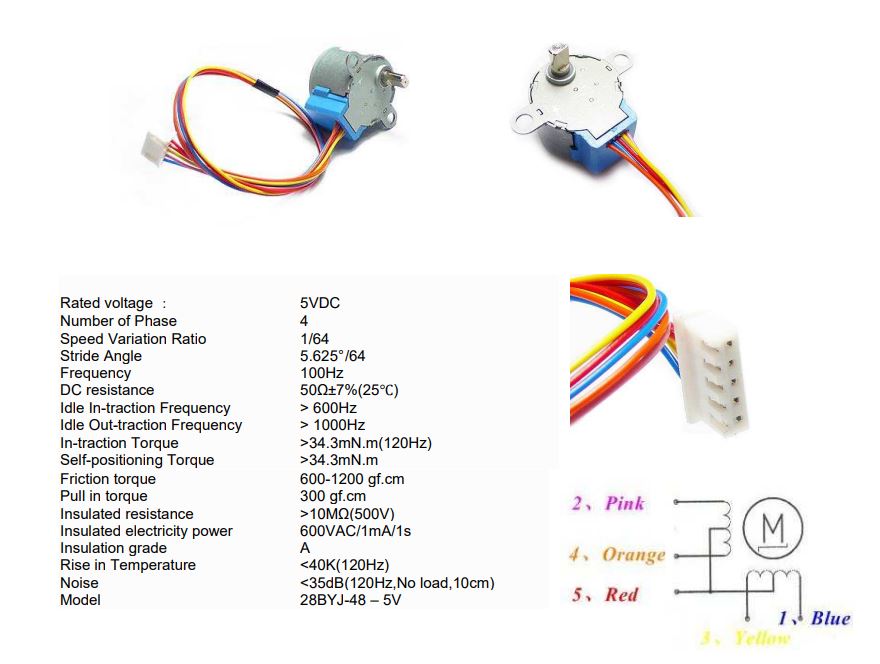 Rated voltage ： 5VDC
Number of Phase 4
Speed Variation Ratio 1/64
Stride Angle 5.625°/64
Frequency 100Hz
DC resistance 50Ω±7%(25℃)
Idle In-traction Frequency > 600Hz
Idle Out-traction Frequency > 1000Hz
In-traction Torque >34.3mN.m(120Hz)
Self-positioning Torque >34.3mN.m
Friction torque 600-1200 gf.cm
Pull in torque 300 gf.cm
Insulated resistance >10MΩ(500V)
Insulated electricity power 600VAC/1mA/1s
Insulation grade A
Rise in Temperature <40K(120Hz)
Noise <35dB(120Hz,No load,10cm)
Model 28BYJ-48 – 5V
2、Pink
M
4、Orange
5、Red
1、Blue
3、Yellow